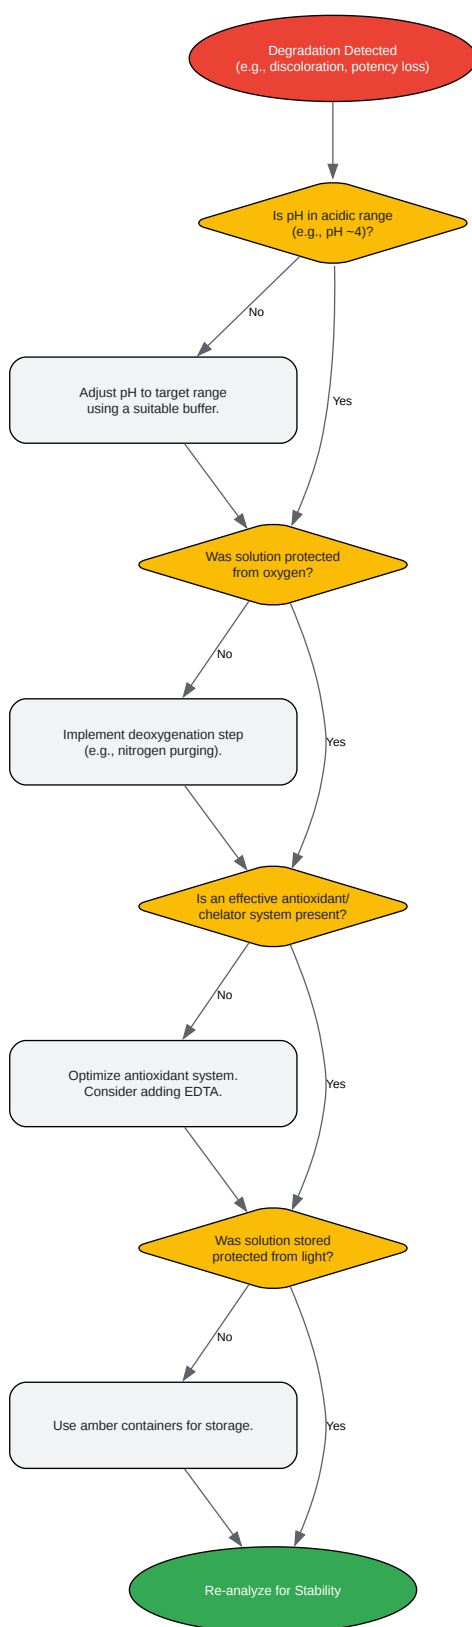 Degradation Detected
(e.g., discoloration, potency loss)
Is pH in acidic range
(e.g., pH ~4)?
No
Yes
Adjust pH to target range
using a suitable buffer.
Was solution protected
from oxygen?
No
Yes
Implement deoxygenation step
(e.g., nitrogen purging).
Is an effective antioxidant/
chelator system present?
No
Yes
Optimize antioxidant system.
Consider adding EDTA.
Was solution stored
protected from light?
No
Yes
Use amber containers for storage.
Re-analyze for Stability